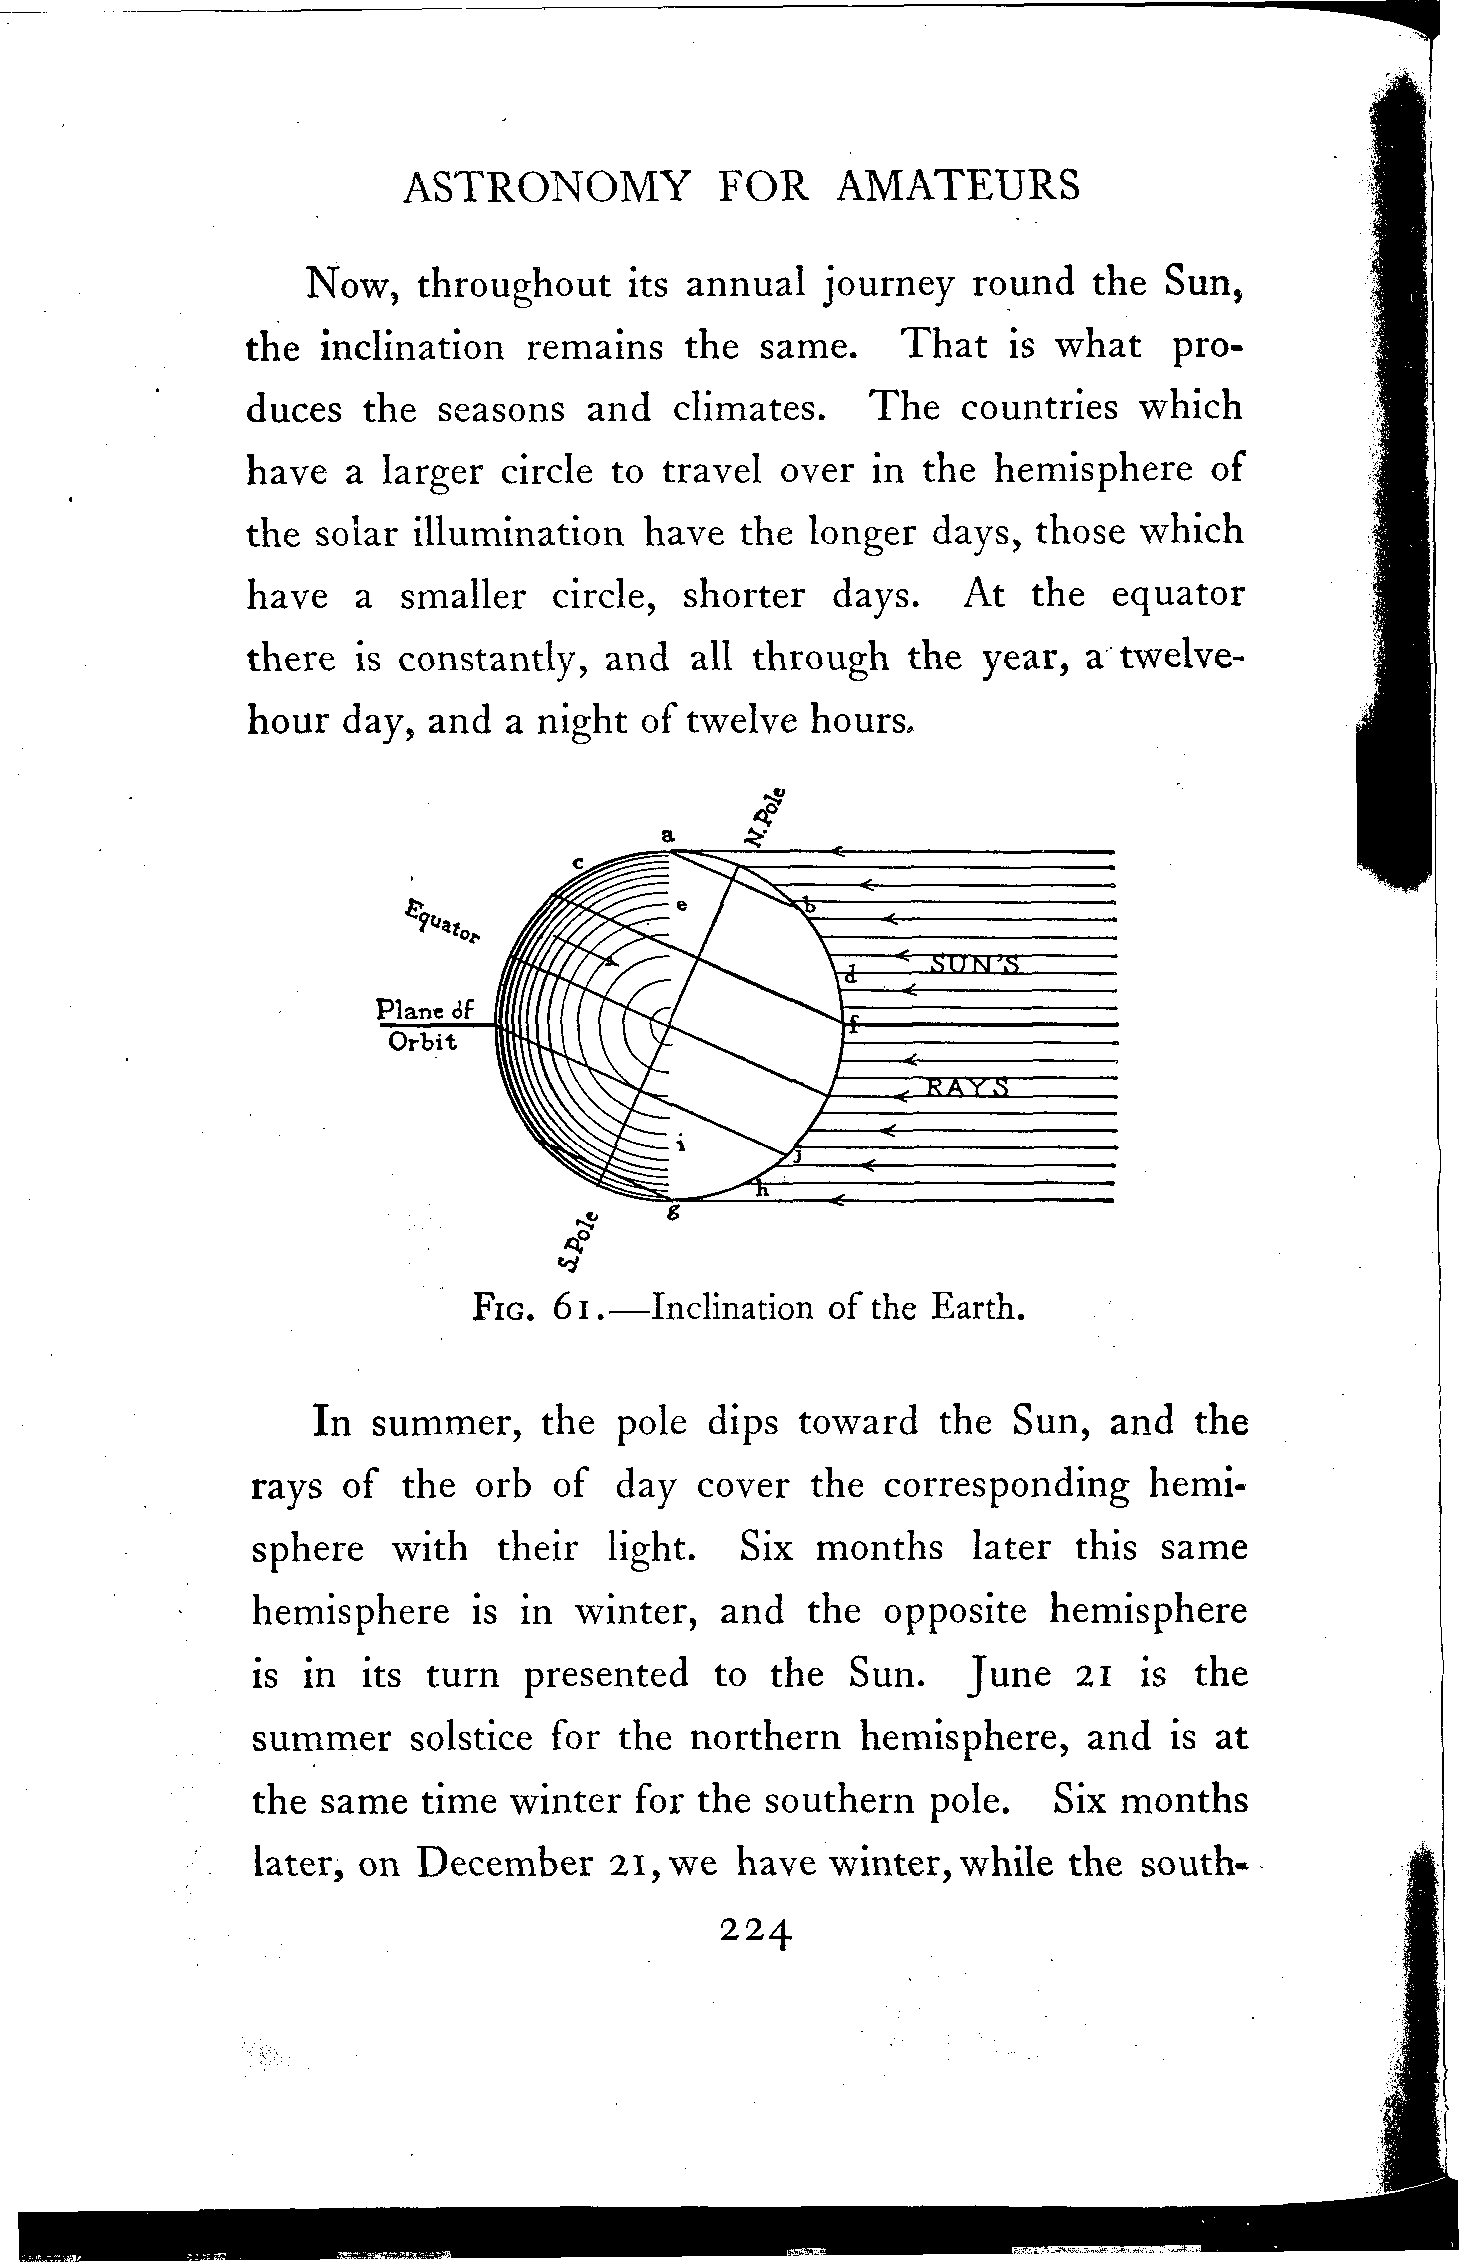 ASTRONOMY FOR AMATEURS
Now, throughout its annual journey round the Sun,
the inclination remains the same. That is what pro-
duces the seasons and climates. The countries which
have a larger circle to travel over in the hemisphere of
the solar illumination have the longer days, those which
have a smaller circle, shorter days. At the equator
there is constantly, and all through the year, a twelve-
hour day, and a night of twelve hours.
N. Pole
a
c
Equator
e
b
d
SUN'S
Plane of
Orbit
f
RAYS
i
j
h
g
S. Pole
FIG. 61.—Inclination of the Earth.
In summer, the pole dips toward the Sun, and the
rays of the orb of day cover the corresponding hemi-
sphere with their light. Six months later this same
hemisphere is in winter, and the opposite hemisphere
is in its turn presented to the Sun. June 21 is the
summer solstice for the northern hemisphere, and is at
the same time winter for the southern pole. Six months
later, on December 21, we have winter, while the south-
224